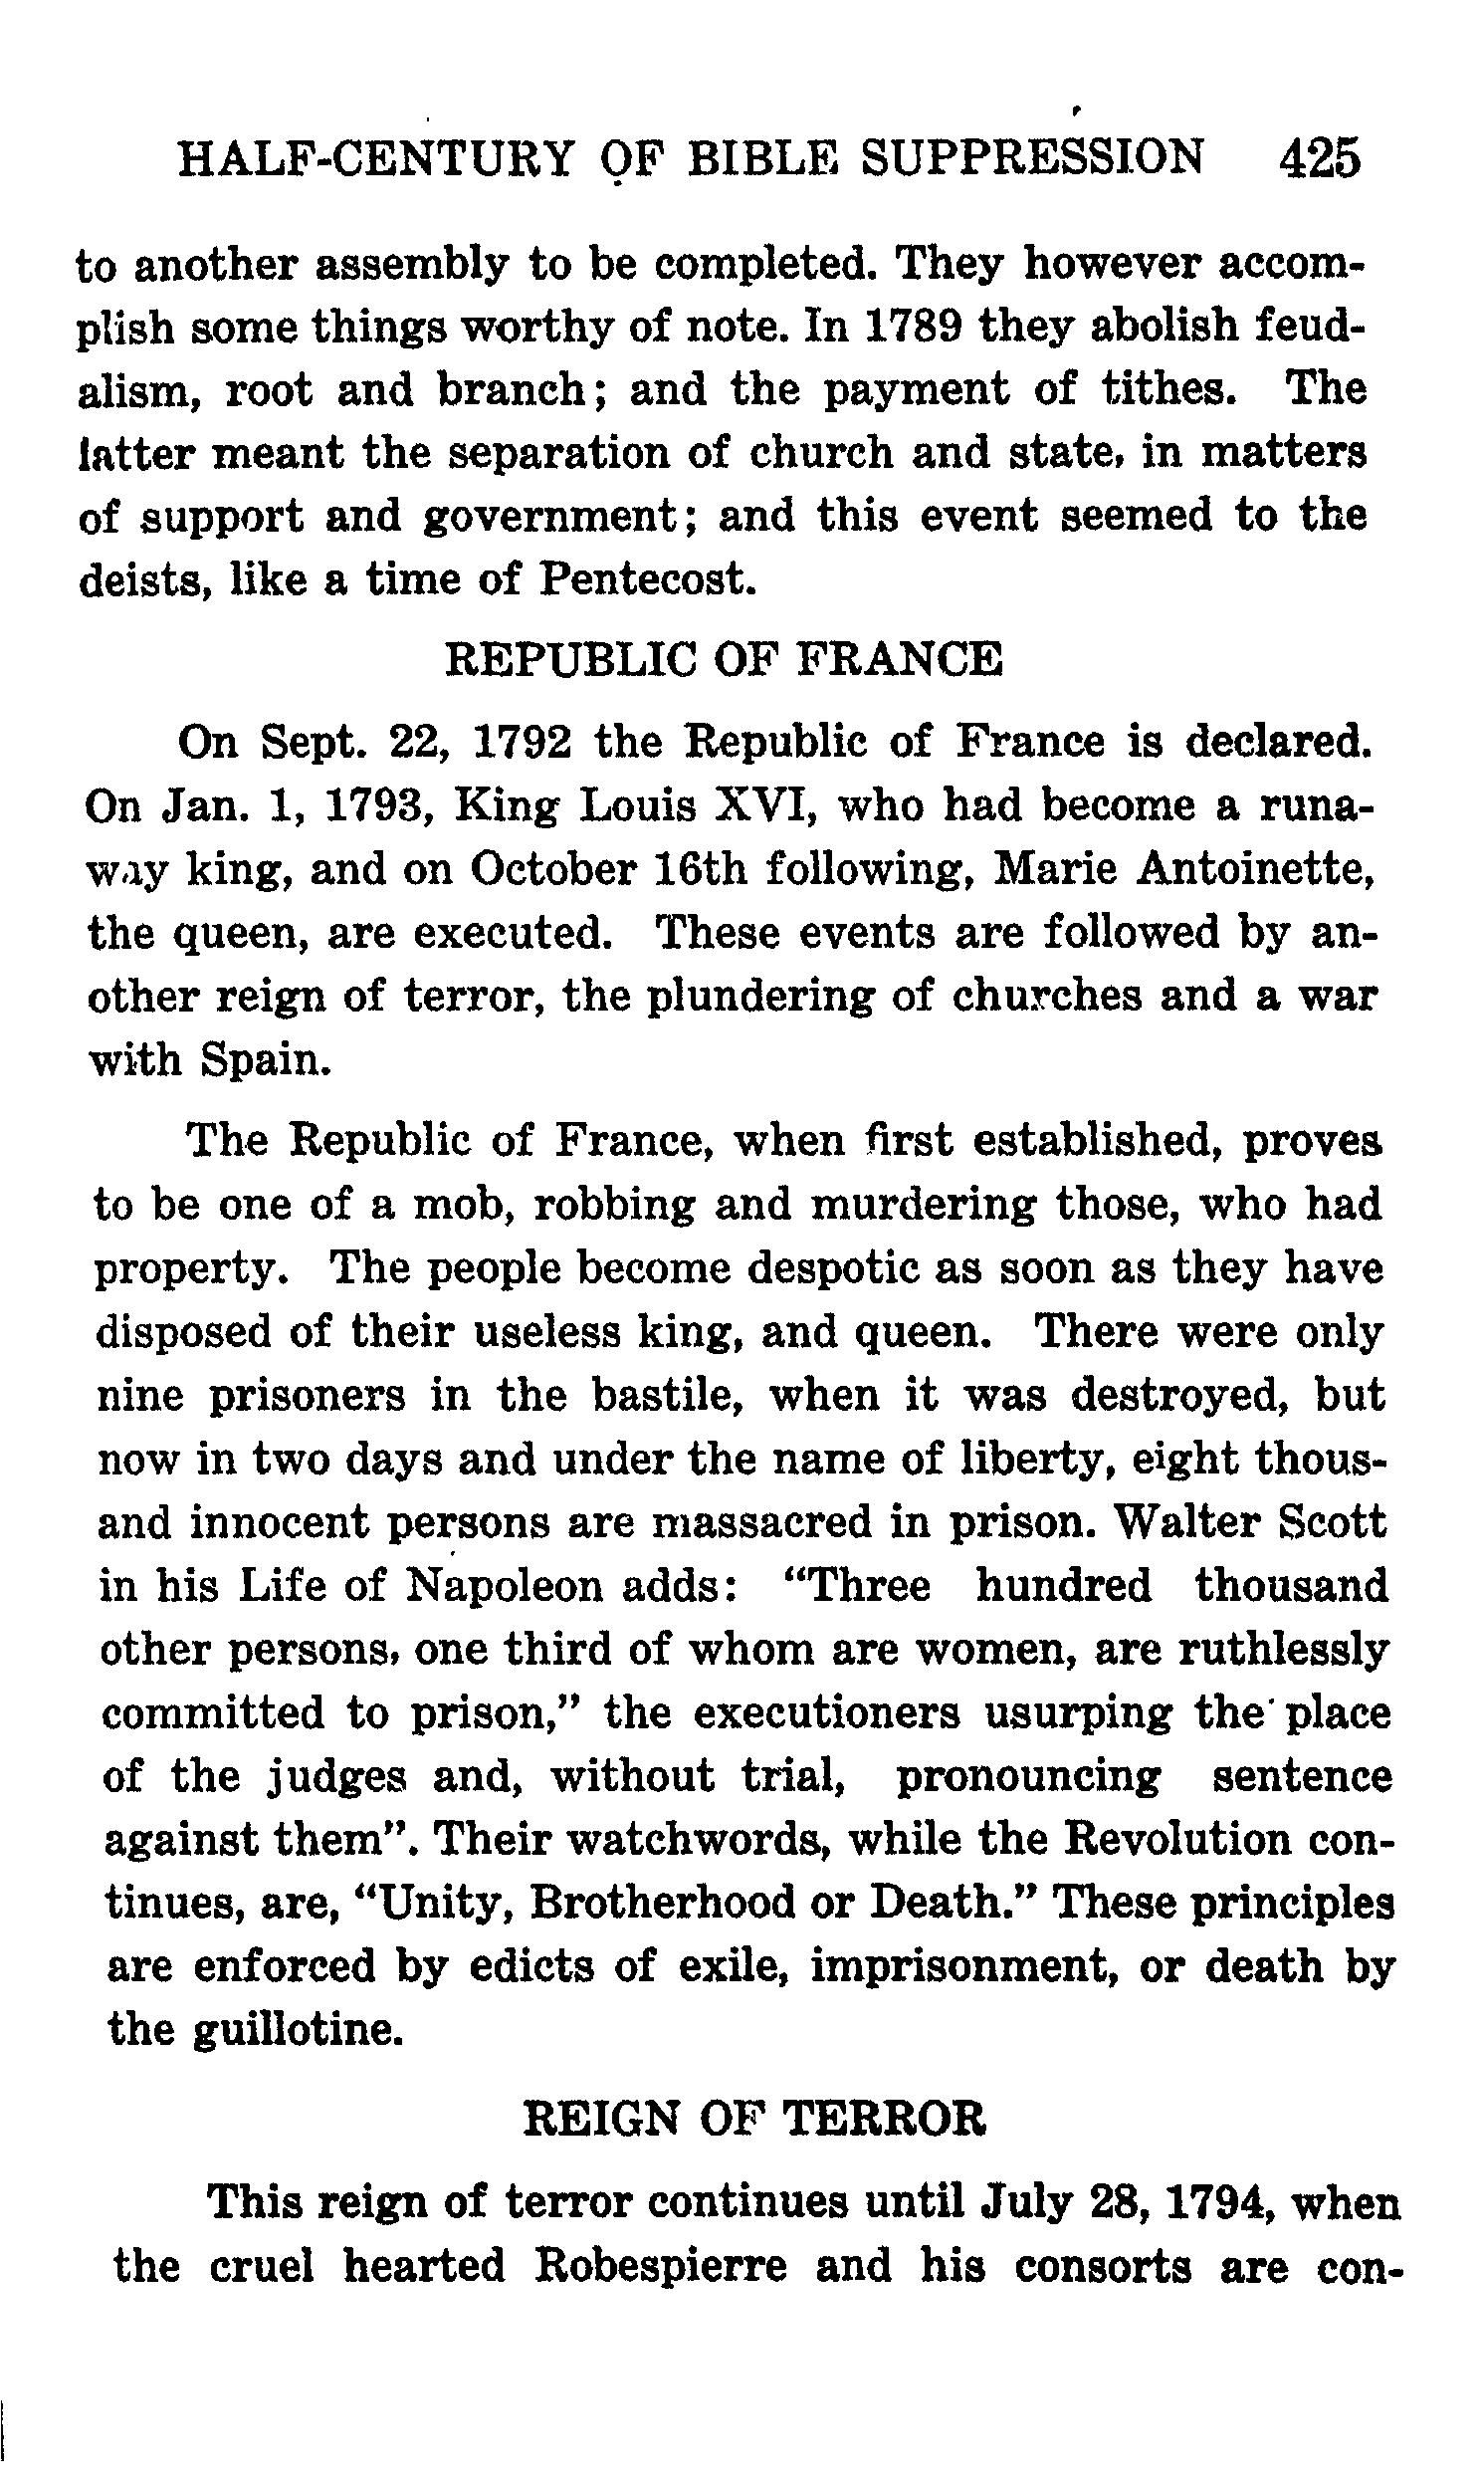 HALF-CENTURY OF BIBLE SUPPRESSION 425
to another assembly to be completed. They however accom-
plish some things worthy of note. In 1789 they abolish feud-
alism, root and branch; and the payment of tithes. The
latter meant the separation of church and state, in matters
of support and government; and this event seemed to the
deists, like a time of Pentecost.
REPUBLIC OF FRANCE
On Sept. 22, 1792 the Republic of France is declared.
On Jan. 1, 1793, King Louis XVI, who had become a runa-
way king, and on October 16th following, Marie Antoinette,
the queen, are executed. These events are followed by an-
other reign of terror, the plundering of churches and a war
with Spain.
The Republic of France, when first established, proves
to be one of a mob, robbing and murdering those, who had
property. The people become despotic as soon as they have
disposed of their useless king, and queen. There were only
nine prisoners in the bastile, when it was destroyed, but
now in two days and under the name of liberty, eight thous-
and innocent persons are massacred in prison. Walter Scott
in his Life of Napoleon adds: “Three hundred thousand
other persons, one third of whom are women, are ruthlessly
committed to prison,” the executioners usurping the place
of the judges and, without trial, pronouncing sentence
against them”. Their watchwords, while the Revolution con-
tinues, are, “Unity, Brotherhood or Death.” These principles
are enforced by edicts of exile, imprisonment, or death by
the guillotine.
REIGN OF TERROR
This reign of terror continues until July 28, 1794, when
the cruel hearted Robespierre and his consorts are con-